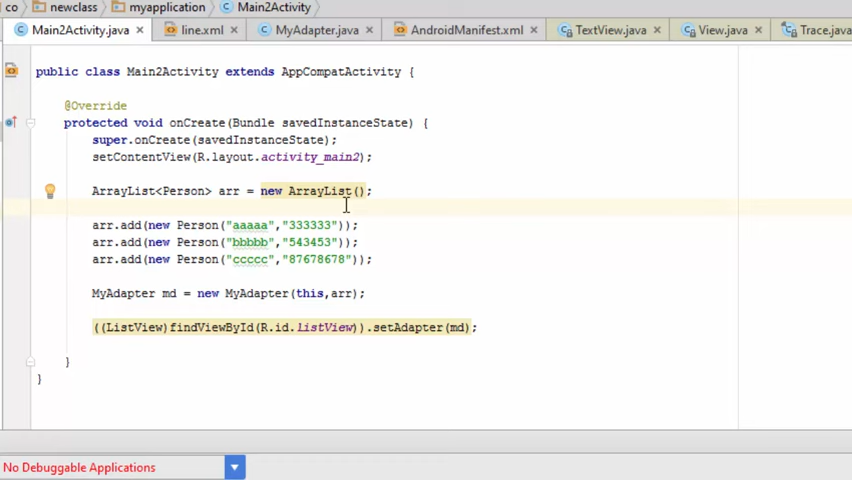 co newclass myapplication Main2Activity
Main2Activity.java line.xml MyAdapter.java AndroidManifest.xml TextView.java View.java Trace.java
public class Main2Activity extends AppCompatActivity {
@Override
protected void onCreate(Bundle savedInstanceState) {
super.onCreate(savedInstanceState);
setContentView(R.layout.activity_main2);
ArrayList<Person> arr = new ArrayList();
arr.add(new Person("aaaaa","333333"));
arr.add(new Person("bbbbb","543453"));
arr.add(new Person("ccccc","87678678"));
MyAdapter md = new MyAdapter(this,arr);
((ListView)findViewById(R.id.listView)).setAdapter(md);
}
}
No Debuggable Applications